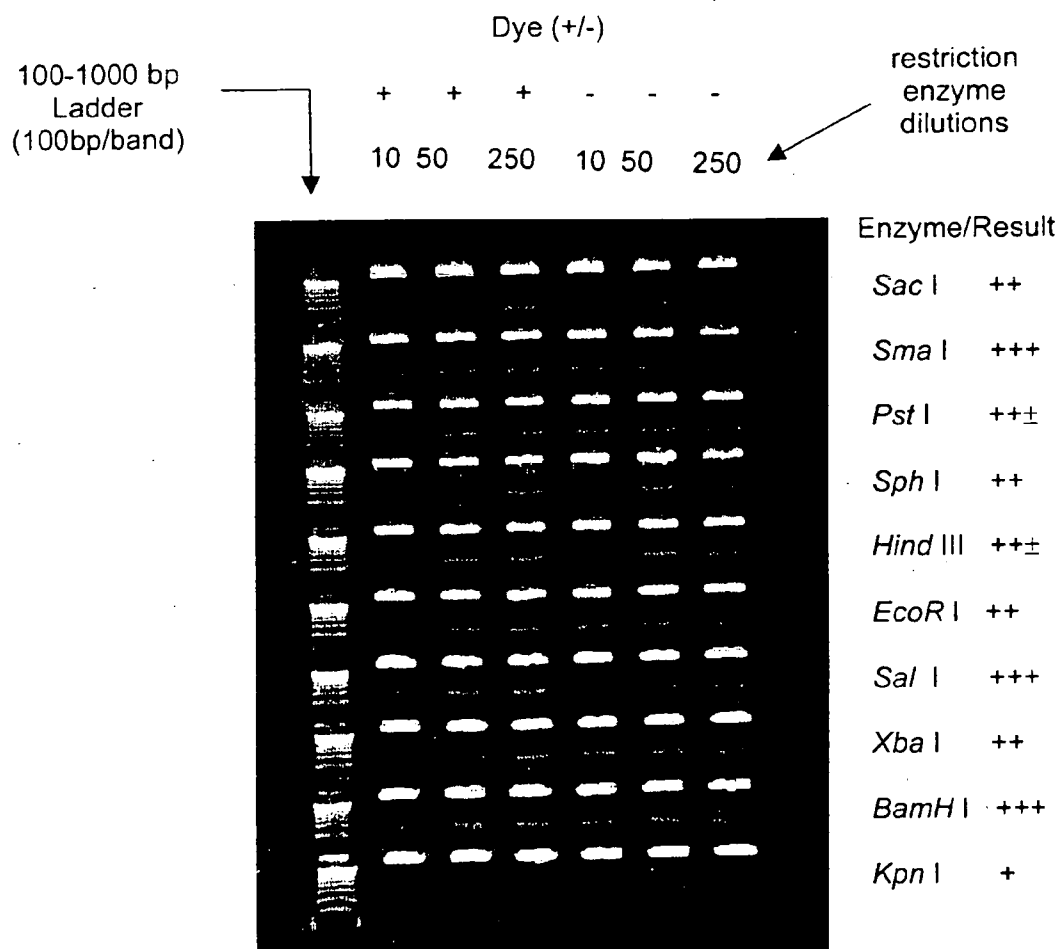 Dye (+/-)
100-1000 bp
Ladder
(100bp/band)
+ + + - - -
restriction
enzyme
dilutions
10 50 250 10 50 250
Enzyme/Result
Sac I ++
Sma I +++
Pst I ++±
Sph I ++
Hind III ++±
EcoR I ++
Sal I +++
Xba I ++
BamH I +++
Kpn I +